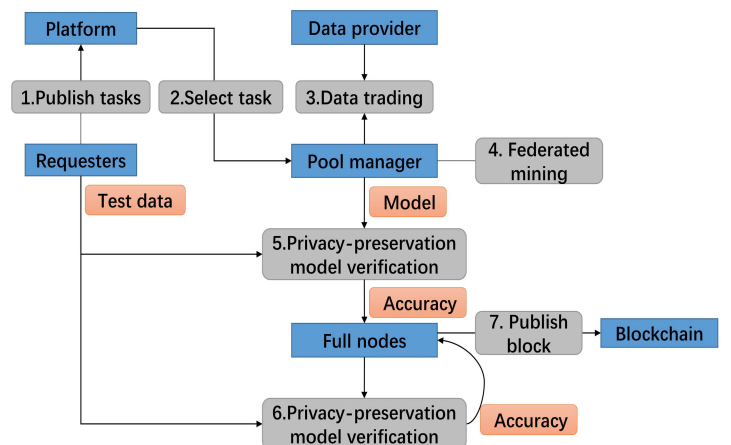 Platform
Data provider
1.Publish tasks
2.Select task
3.Data trading
Requesters
Pool manager
4. Federated
mining
Test data
Model
5.Privacy-preservation
model verification
Accuracy
Full nodes
7. Publish
block
Blockchain
6.Privacy-preservation
model verification
Accuracy